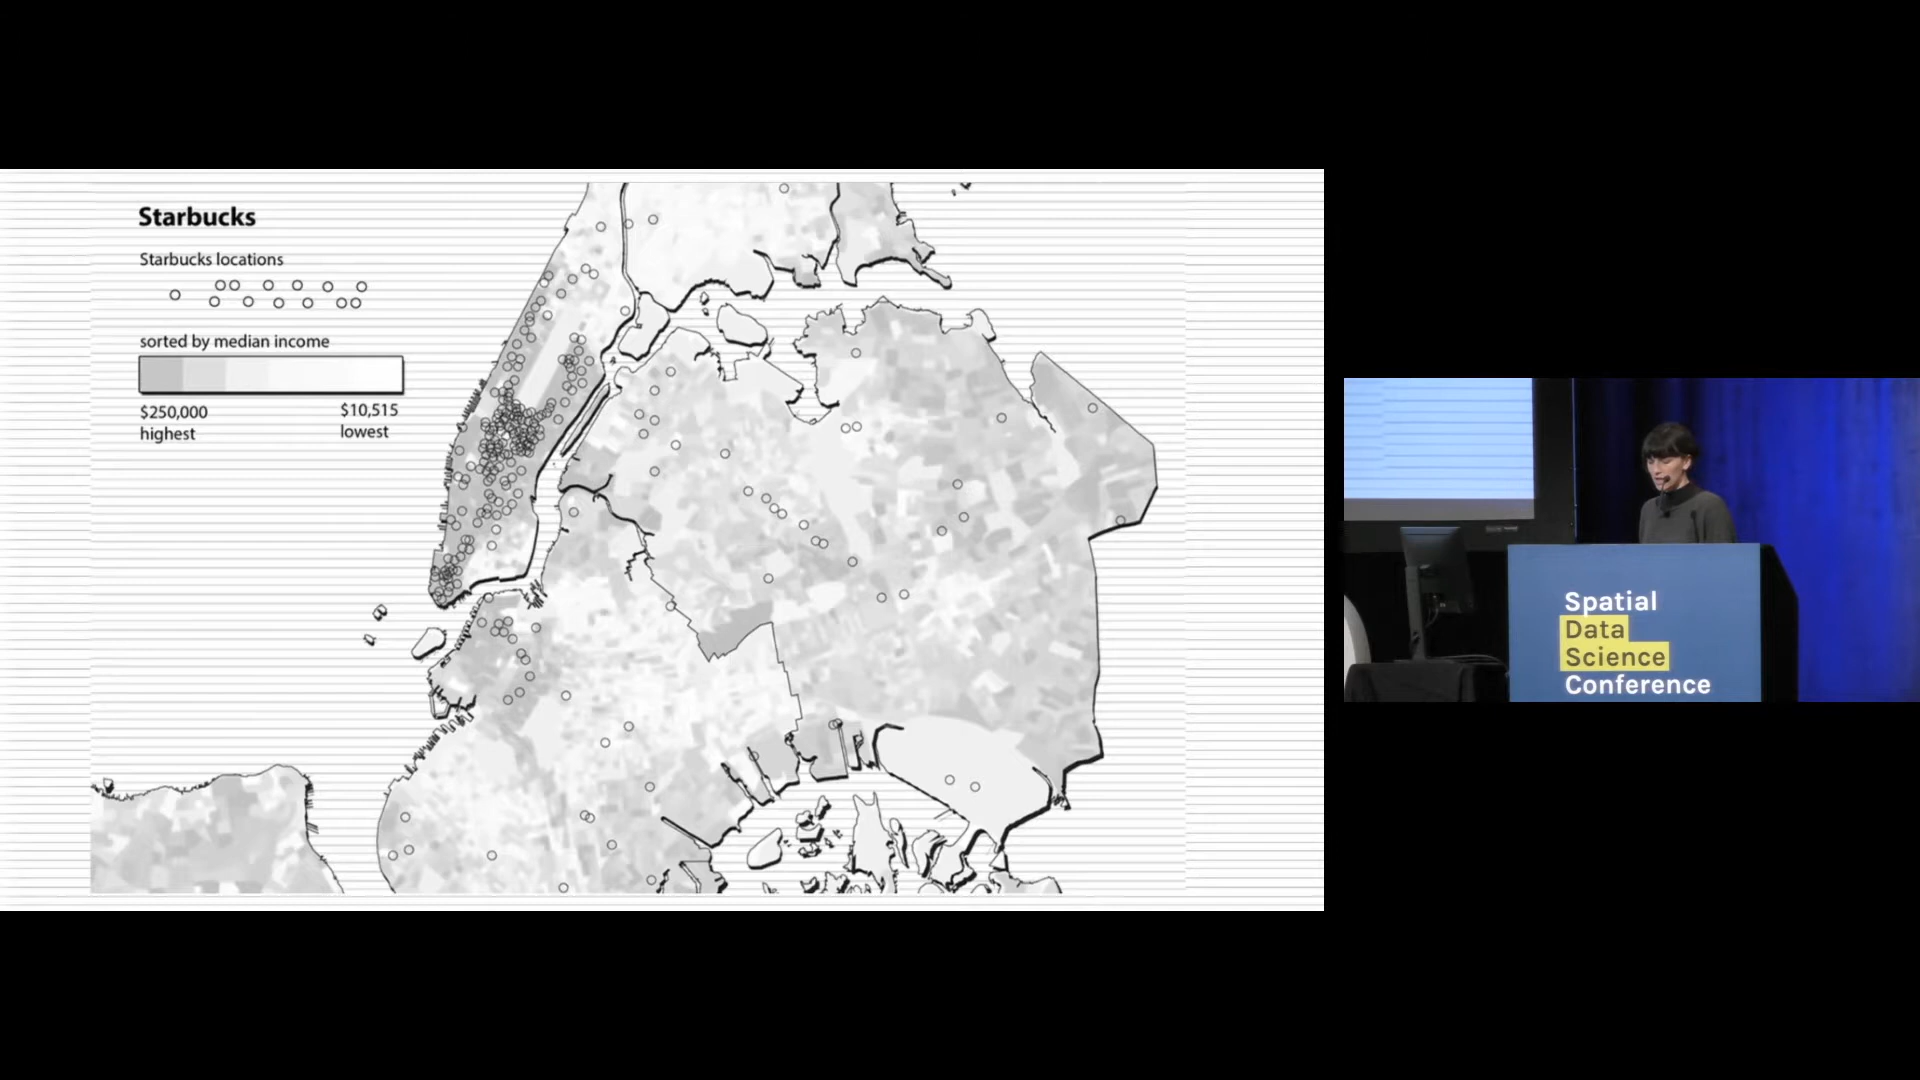 Starbucks
Starbucks locations
sorted by median income
$250,000
highest
$10,515
lowest
Spatial
Data
Science
Conference